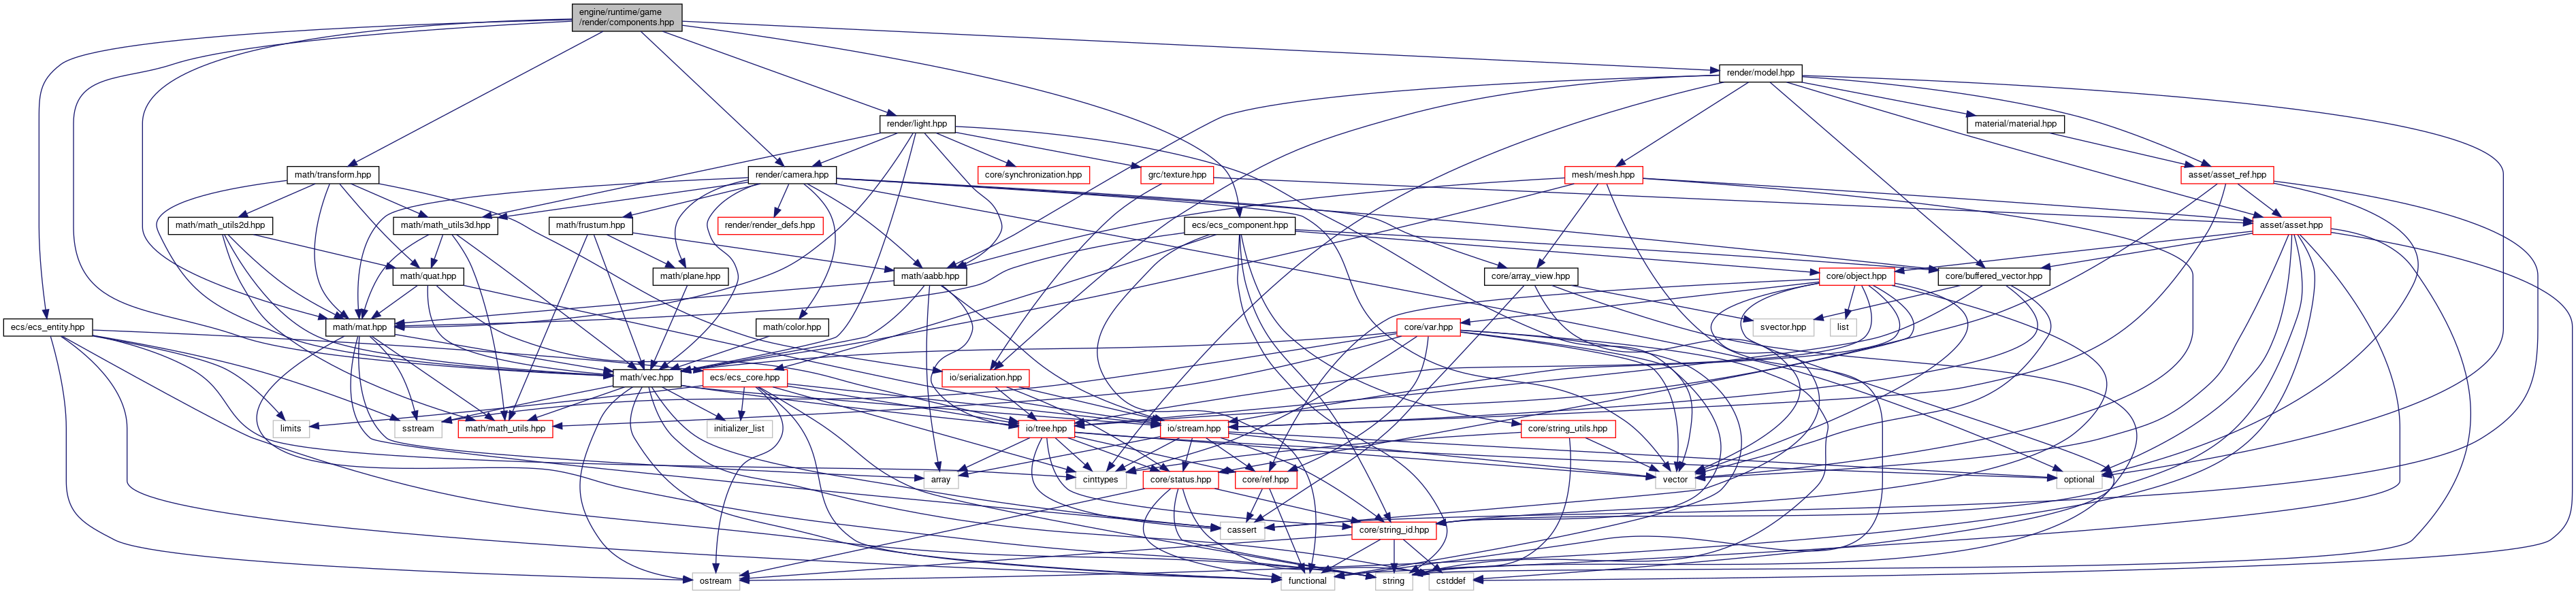 engine/runtime/game
/render/components.hpp
render/model.hpp
render/light.hpp
material/material.hpp
math/transform.hpp
render/camera.hpp
core/synchronization.hpp
grc/texture.hpp
mesh/mesh.hpp
asset/asset_ref.hpp
math/math_utils2d.hpp
math/math_utils3d.hpp
math/frustum.hpp
render/render_defs.hpp
ecs/ecs_component.hpp
asset/asset.hpp
math/quat.hpp
math/plane.hpp
math/aabb.hpp
core/array_view.hpp
core/object.hpp
core/buffered_vector.hpp
ecs/ecs_entity.hpp
math/mat.hpp
math/color.hpp
core/var.hpp
svector.hpp
list
math/vec.hpp
ecs/ecs_core.hpp
io/serialization.hpp
limits
sstream
math/math_utils.hpp
initializer_list
io/tree.hpp
io/stream.hpp
core/string_utils.hpp
array
cinttypes
core/status.hpp
core/ref.hpp
vector
optional
cassert
core/string_id.hpp
ostream
functional
string
cstddef